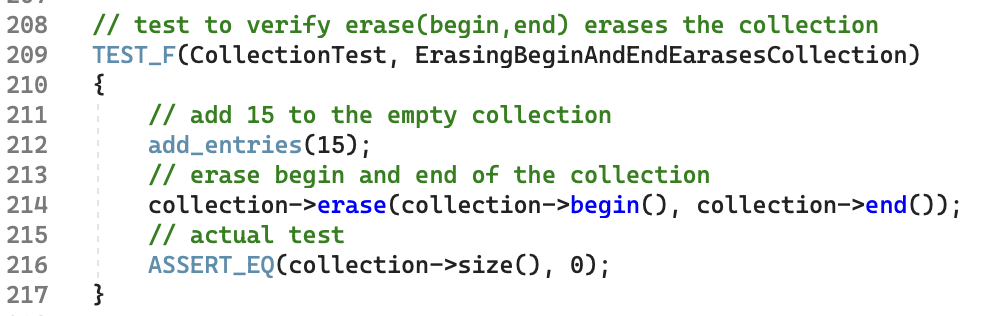 208 // test to verify erase(begin,end) erases the collection
209 TEST_F(CollectionTest, ErasingBeginAndEndEarasesCollection)
210 {
211 // add 15 to the empty collection
212 add_entries(15);
213 // erase begin and end of the collection
214 collection->erase(collection->begin(), collection->end());
215 // actual test
216 ASSERT_EQ(collection->size(), 0);
217 }